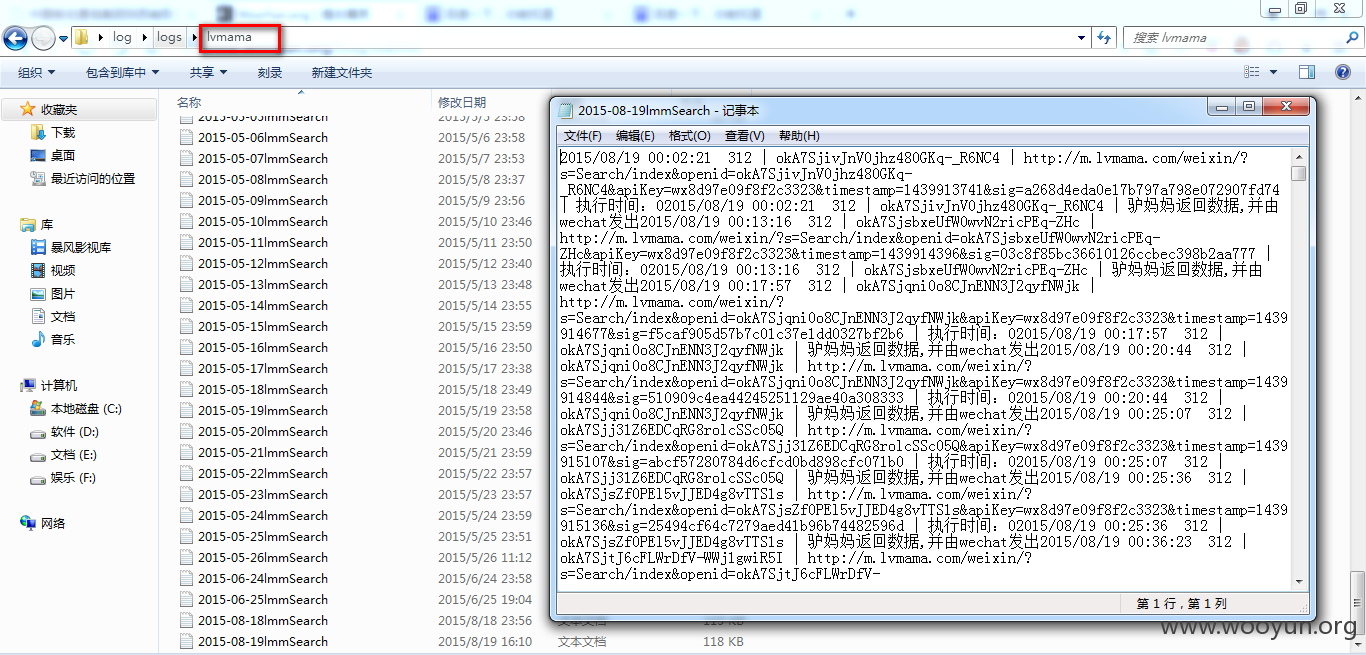 log
logs
lvmama
搜索 lvmama
组织
包含到库中
共享
刻录
新建文件夹
收藏夹
下载
桌面
最近访问的位置
库
暴风影视库
视频
图片
文档
音乐
计算机
本地磁盘 (C:)
软件 (D:)
文档 (E:)
娱乐 (F:)
网络
名称 修改日期
2015-05-05lmmSearch 2015/5/5 23:58
2015-05-06lmmSearch 2015/5/6 23:58
2015-05-07lmmSearch 2015/5/7 23:53
2015-05-08lmmSearch 2015/5/8 23:37
2015-05-09lmmSearch 2015/5/9 23:56
2015-05-10lmmSearch 2015/5/10 23:46
2015-05-11lmmSearch 2015/5/11 23:50
2015-05-12lmmSearch 2015/5/12 23:40
2015-05-13lmmSearch 2015/5/13 23:48
2015-05-14lmmSearch 2015/5/14 23:55
2015-05-15lmmSearch 2015/5/15 23:59
2015-05-16lmmSearch 2015/5/16 23:50
2015-05-17lmmSearch 2015/5/17 23:38
2015-05-18lmmSearch 2015/5/18 23:49
2015-05-19lmmSearch 2015/5/19 23:58
2015-05-20lmmSearch 2015/5/20 23:46
2015-05-21lmmSearch 2015/5/21 23:59
2015-05-22lmmSearch 2015/5/22 23:57
2015-05-23lmmSearch 2015/5/23 23:57
2015-05-24lmmSearch 2015/5/24 23:59
2015-05-25lmmSearch 2015/5/25 23:51
2015-05-26lmmSearch 2015/5/26 11:12
2015-06-24lmmSearch 2015/6/24 23:58
2015-06-25lmmSearch 2015/6/25 19:04
2015-08-18lmmSearch 2015/8/18 23:56 文本文档 115 KB
2015-08-19lmmSearch 2015/8/19 16:10 文本文档 118 KB
2015-08-19lmmSearch - 记事本
文件(F) 编辑(E) 格式(O) 查看(V) 帮助(H)
2015/08/19 00:02:21 312 | okA7SjivJnV0jhz480GKq-_R6NC4 | http://m.lvmama.com/weixin/?
s=Search/index&openid=okA7SjivJnV0jhz480GKq-
_R6NC4&apiKey=wx8d97e09f8f2c3323&timestamp=1439913741&sig=a268d4eda0e17b797a798e072907fd74
| 执行时间：02015/08/19 00:02:21 312 | okA7SjivJnV0jhz480GKq-_R6NC4 | 驴妈妈返回数据,并由
wechat发出2015/08/19 00:13:16 312 | okA7SjsbxeUfW0wvN2ricPEq-ZHc |
http://m.lvmama.com/weixin/?s=Search/index&openid=okA7SjsbxeUfW0wvN2ricPEq-
ZHc&apiKey=wx8d97e09f8f2c3323&timestamp=1439914396&sig=03c8f85bc36610126ccbec398b2aa777 |
执行时间：02015/08/19 00:13:16 312 | okA7SjsbxeUfW0wvN2ricPEq-ZHc | 驴妈妈返回数据,并由
wechat发出2015/08/19 00:17:57 312 | okA7Sjqni0o8CJnENN3J2qyfNWjk |
http://m.lvmama.com/weixin/?
s=Search/index&openid=okA7Sjqni0o8CJnENN3J2qyfNWjk&apiKey=wx8d97e09f8f2c3323&timestamp=1439
914677&sig=f5caf905d57b7c01c37e1dd0327bf2b6 | 执行时间：02015/08/19 00:17:57 312 |
okA7Sjqni0o8CJnENN3J2qyfNWjk | 驴妈妈返回数据,并由wechat发出2015/08/19 00:20:44 312 |
okA7Sjqni0o8CJnENN3J2qyfNWjk | http://m.lvmama.com/weixin/?
s=Search/index&openid=okA7Sjqni0o8CJnENN3J2qyfNWjk&apiKey=wx8d97e09f8f2c3323&timestamp=1439
914844&sig=510909c4ea44245251129ae40a308333 | 执行时间：02015/08/19 00:20:44 312 |
okA7Sjqni0o8CJnENN3J2qyfNWjk | 驴妈妈返回数据,并由wechat发出2015/08/19 00:25:07 312 |
okA7Sjj31Z6EDCqRG8rolcSSc05Q | http://m.lvmama.com/weixin/?
s=Search/index&openid=okA7Sjj31Z6EDCqRG8rolcSSc05Q&apiKey=wx8d97e09f8f2c3323&timestamp=1439
915107&sig=abcf57280784d6cfcd0bd898cfc071b0 | 执行时间：02015/08/19 00:25:07 312 |
okA7Sjj31Z6EDCqRG8rolcSSc05Q | 驴妈妈返回数据,并由wechat发出2015/08/19 00:25:36 312 |
okA7SjsZf0PEl5vJJED4g8vTTS1s | http://m.lvmama.com/weixin/?
s=Search/index&openid=okA7SjsZf0PEl5vJJED4g8vTTS1s&apiKey=wx8d97e09f8f2c3323&timestamp=1439
915136&sig=25494cf64c7279aed41b96b74482596d | 执行时间：02015/08/19 00:25:36 312 |
okA7SjsZf0PEl5vJJED4g8vTTS1s | 驴妈妈返回数据,并由wechat发出2015/08/19 00:36:23 312 |
okA7SjtJ6cFLWrDfV-WWj1gwiR5I | http://m.lvmama.com/weixin/?
s=Search/index&openid=okA7SjtJ6cFLWrDfV-
第 1 行，第 1 列
www.wooyun.org